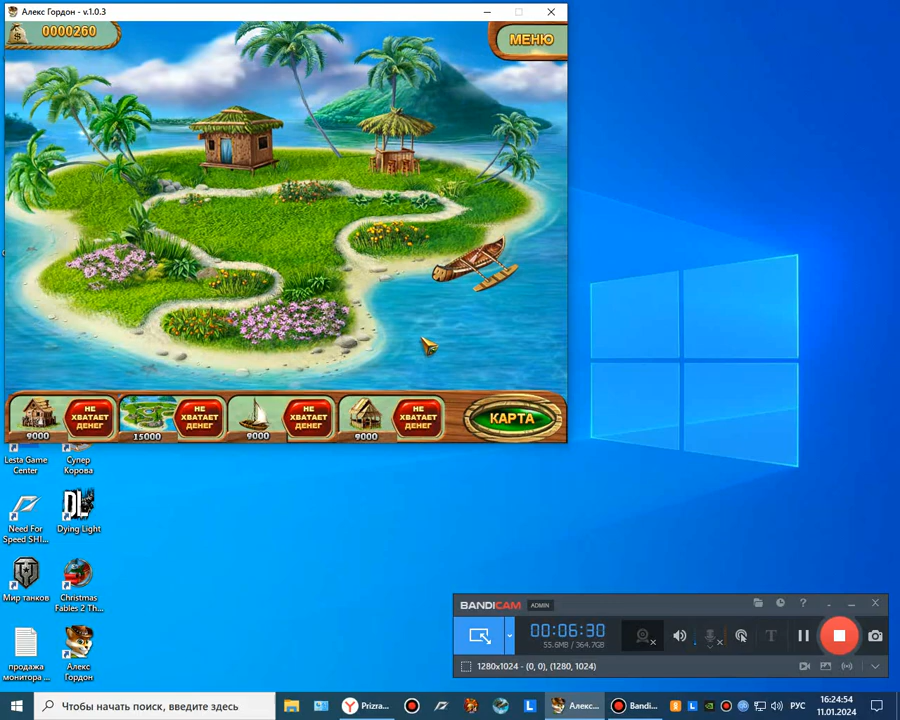 Алекс Гордон - v.1.0.3
0000260
МЕНЮ
НЕ ХВАТАЕТ ДЕНЕГ
9000
НЕ ХВАТАЕТ ДЕНЕГ
15000
НЕ ХВАТАЕТ ДЕНЕГ
9000
НЕ ХВАТАЕТ ДЕНЕГ
9000
КАРТА
Lesta Game Center
Супер Корова
Need For Speed SHI...
Dying Light
Мир танков
Christmas Fables 2 Th...
продажа монитора ...
Алекс Гордон
BANDICAM ADMIN
00:06:30
55.6MB / 364.7GB
1280x1024 - (0, 0), (1280, 1024)
Чтобы начать поиск, введите здесь
Prizra...
Алекс...
Bandi...
РУС
16:24:54
11.01.2024